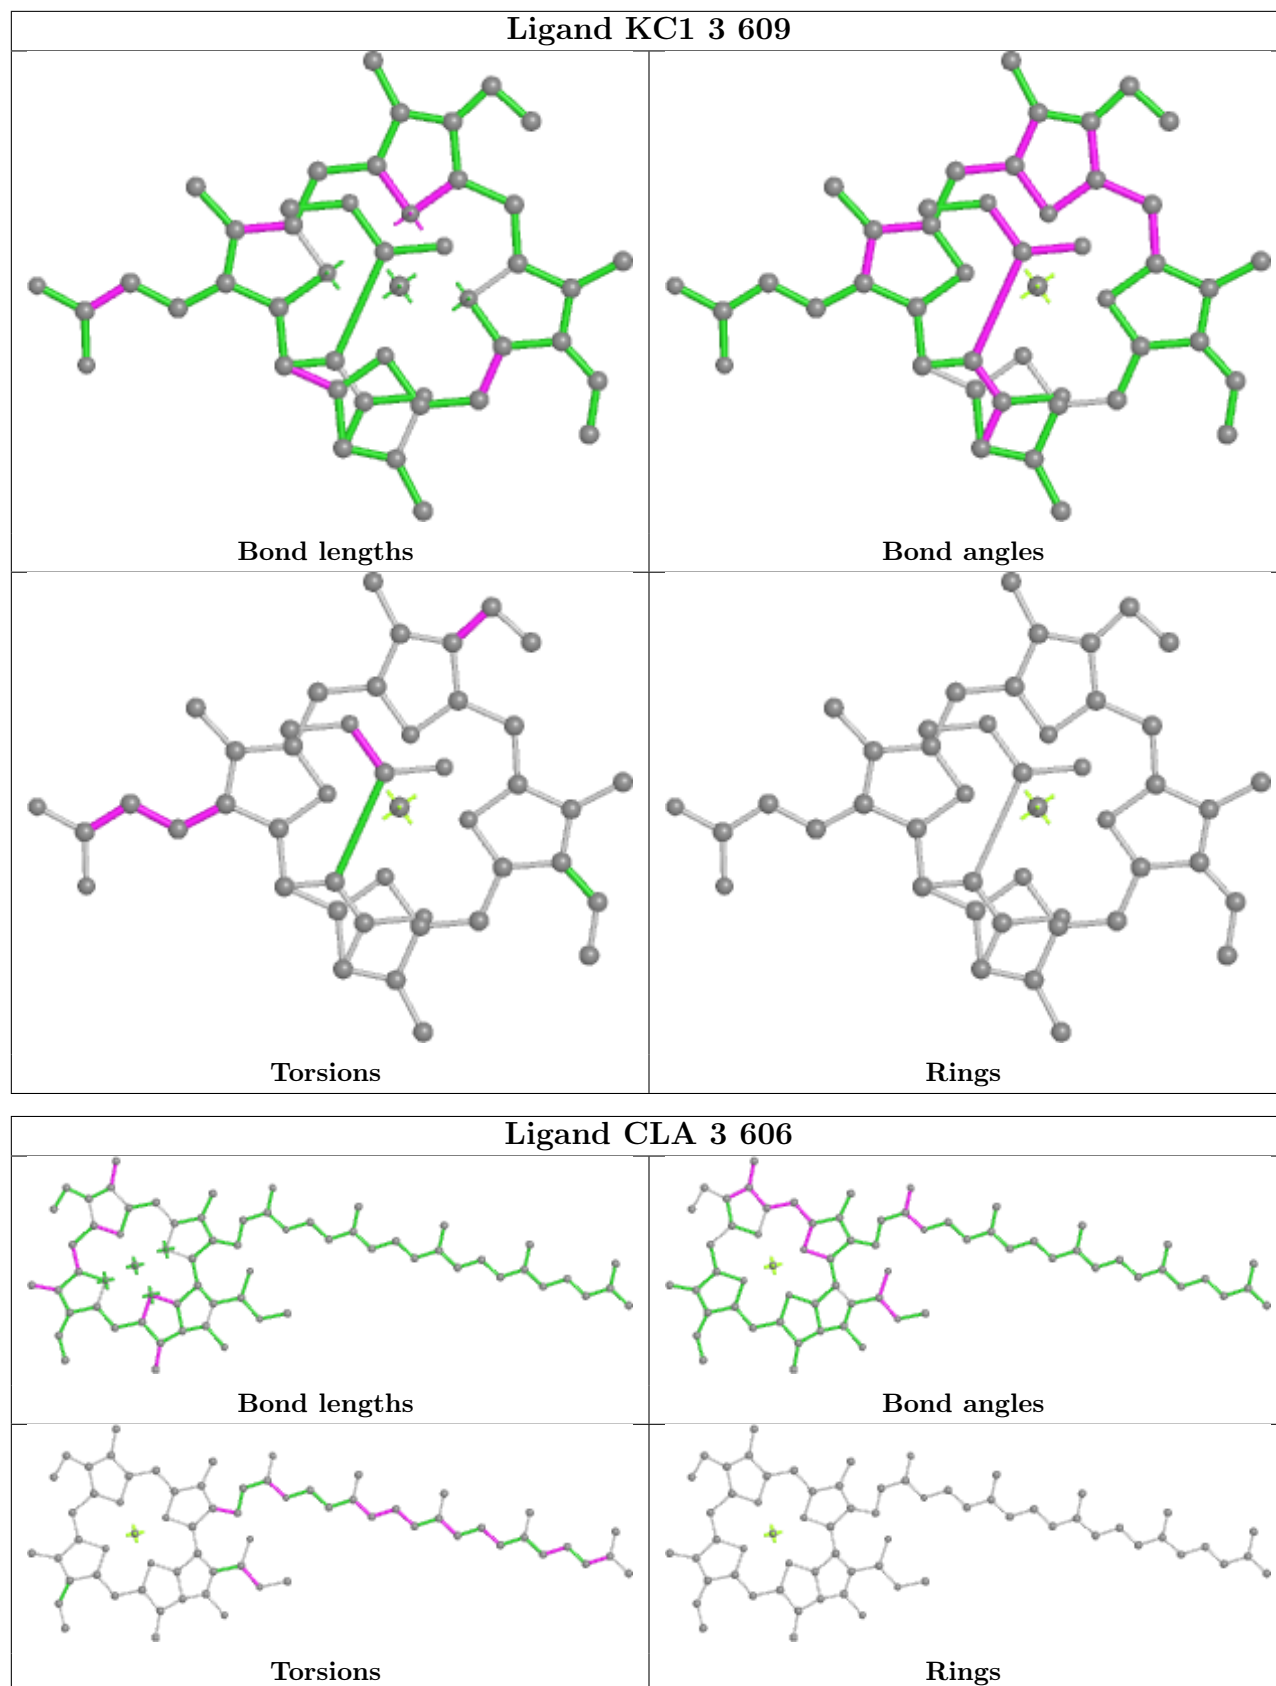 Ligand KC1 3 609
Bond lengths
Bond angles
Torsions
Rings
Ligand CLA 3 606
Bond lengths
Bond angles
Torsions
Rings